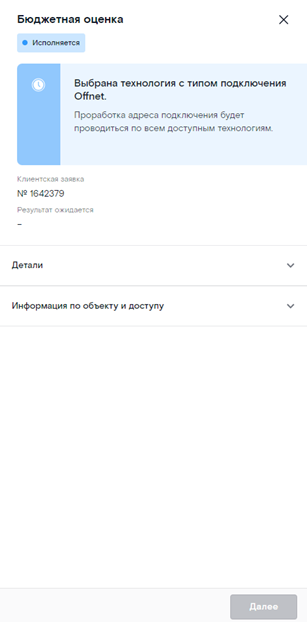 Бюджетная оценка
Исполняется
Выбрана технология с типом подключения
Offnet.
Проработка адреса подключения будет
проводиться по всем доступным технологиям.
Клиентская заявка
№ 1642379
Результат ожидается
–
Детали
Информация по объекту и доступу
Далее